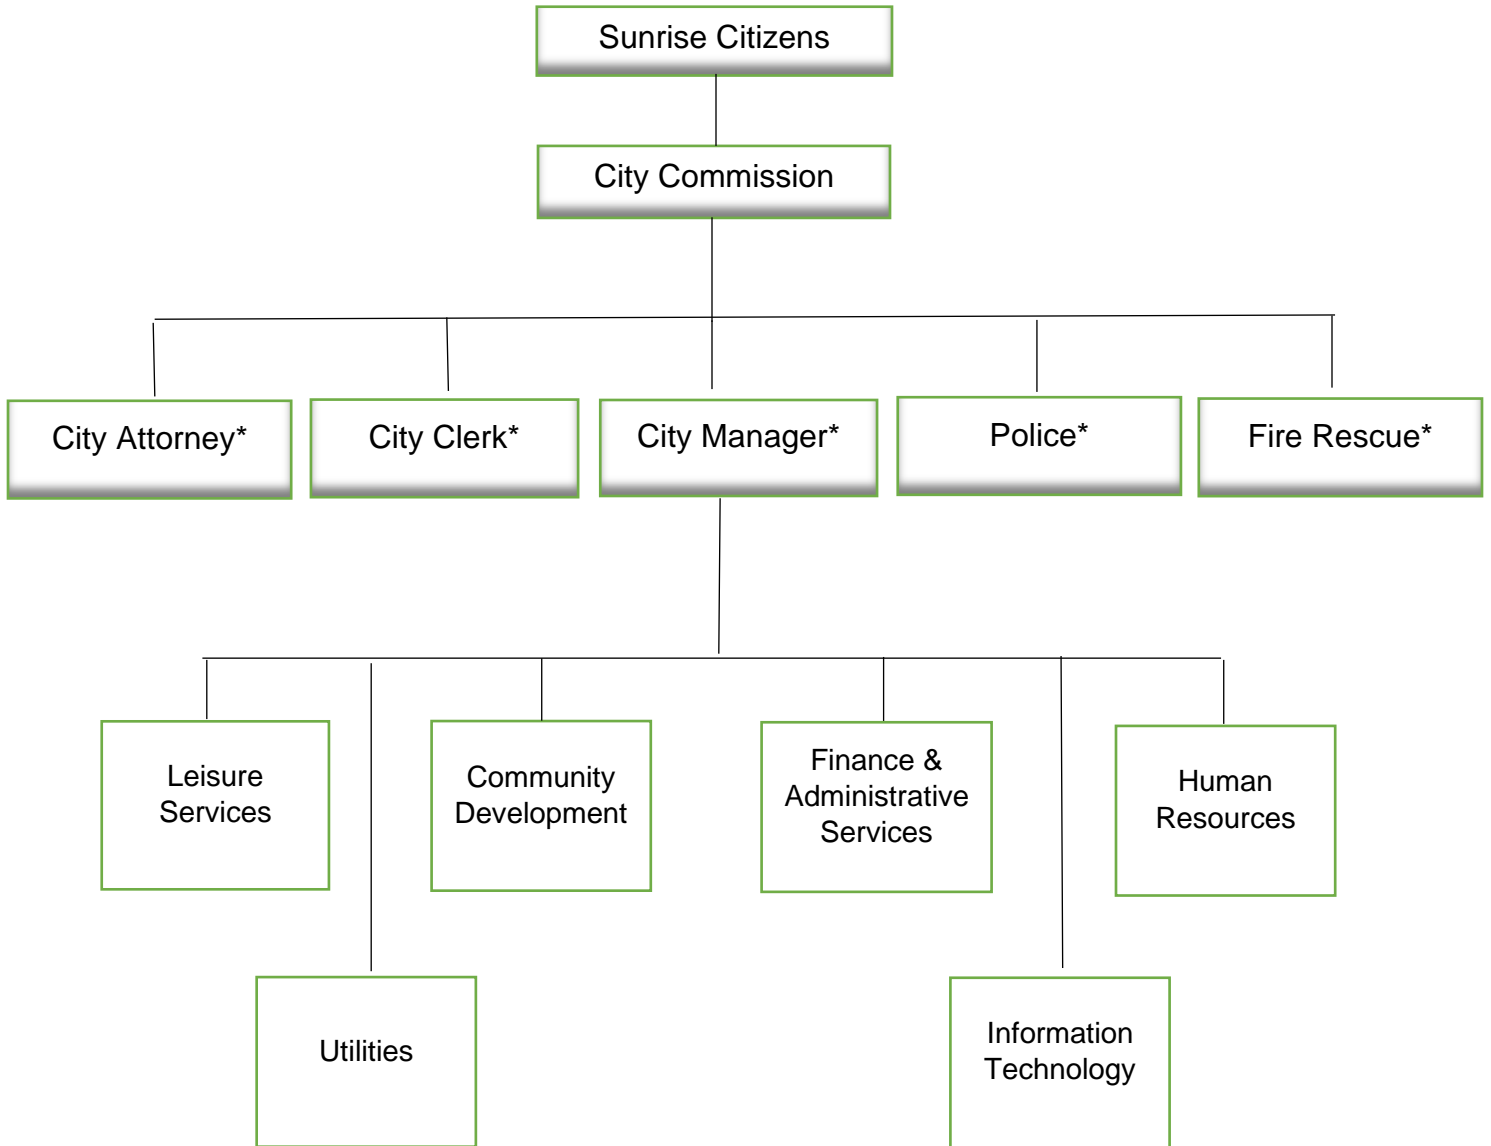 Sunrise Citizens
City Commission
City Attorney*
City Clerk*
City Manager*
Police*
Fire Rescue*
Leisure
Services
Community
Development
Finance &
Administrative
Services
Human
Resources
Utilities
Information
Technology